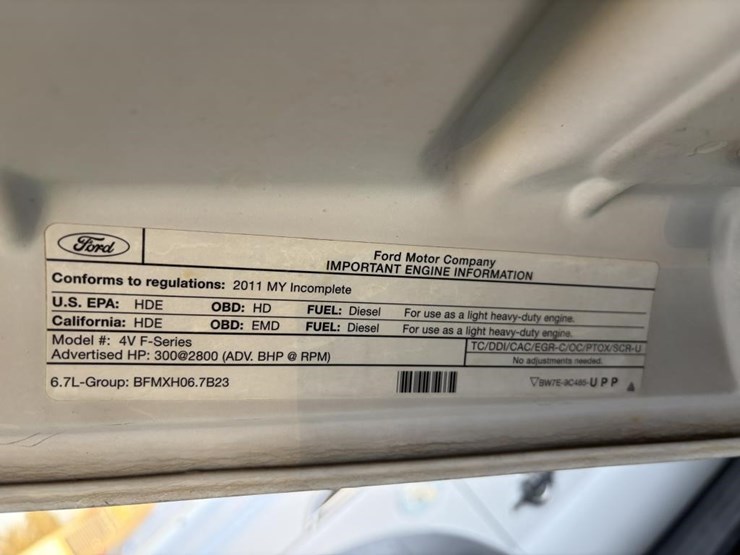 Ford
Ford Motor Company
IMPORTANT ENGINE INFORMATION
Conforms to regulations: 2011 MY Incomplete
U.S. EPA: HDE OBD: HD FUEL: Diesel For use as a light heavy-duty engine.
California: HDE OBD: EMD FUEL: Diesel For use as a light heavy-duty engine.
Model #: 4V F-Series
TC/DDI/CAC/EGR-C/OC/PTOX/SCR-U
Advertised HP: 300@2800 (ADV. BHP @ RPM)
No adjustments needed.
6.7L-Group: BFMXH06.7B23
BW7E-9C485-UPP